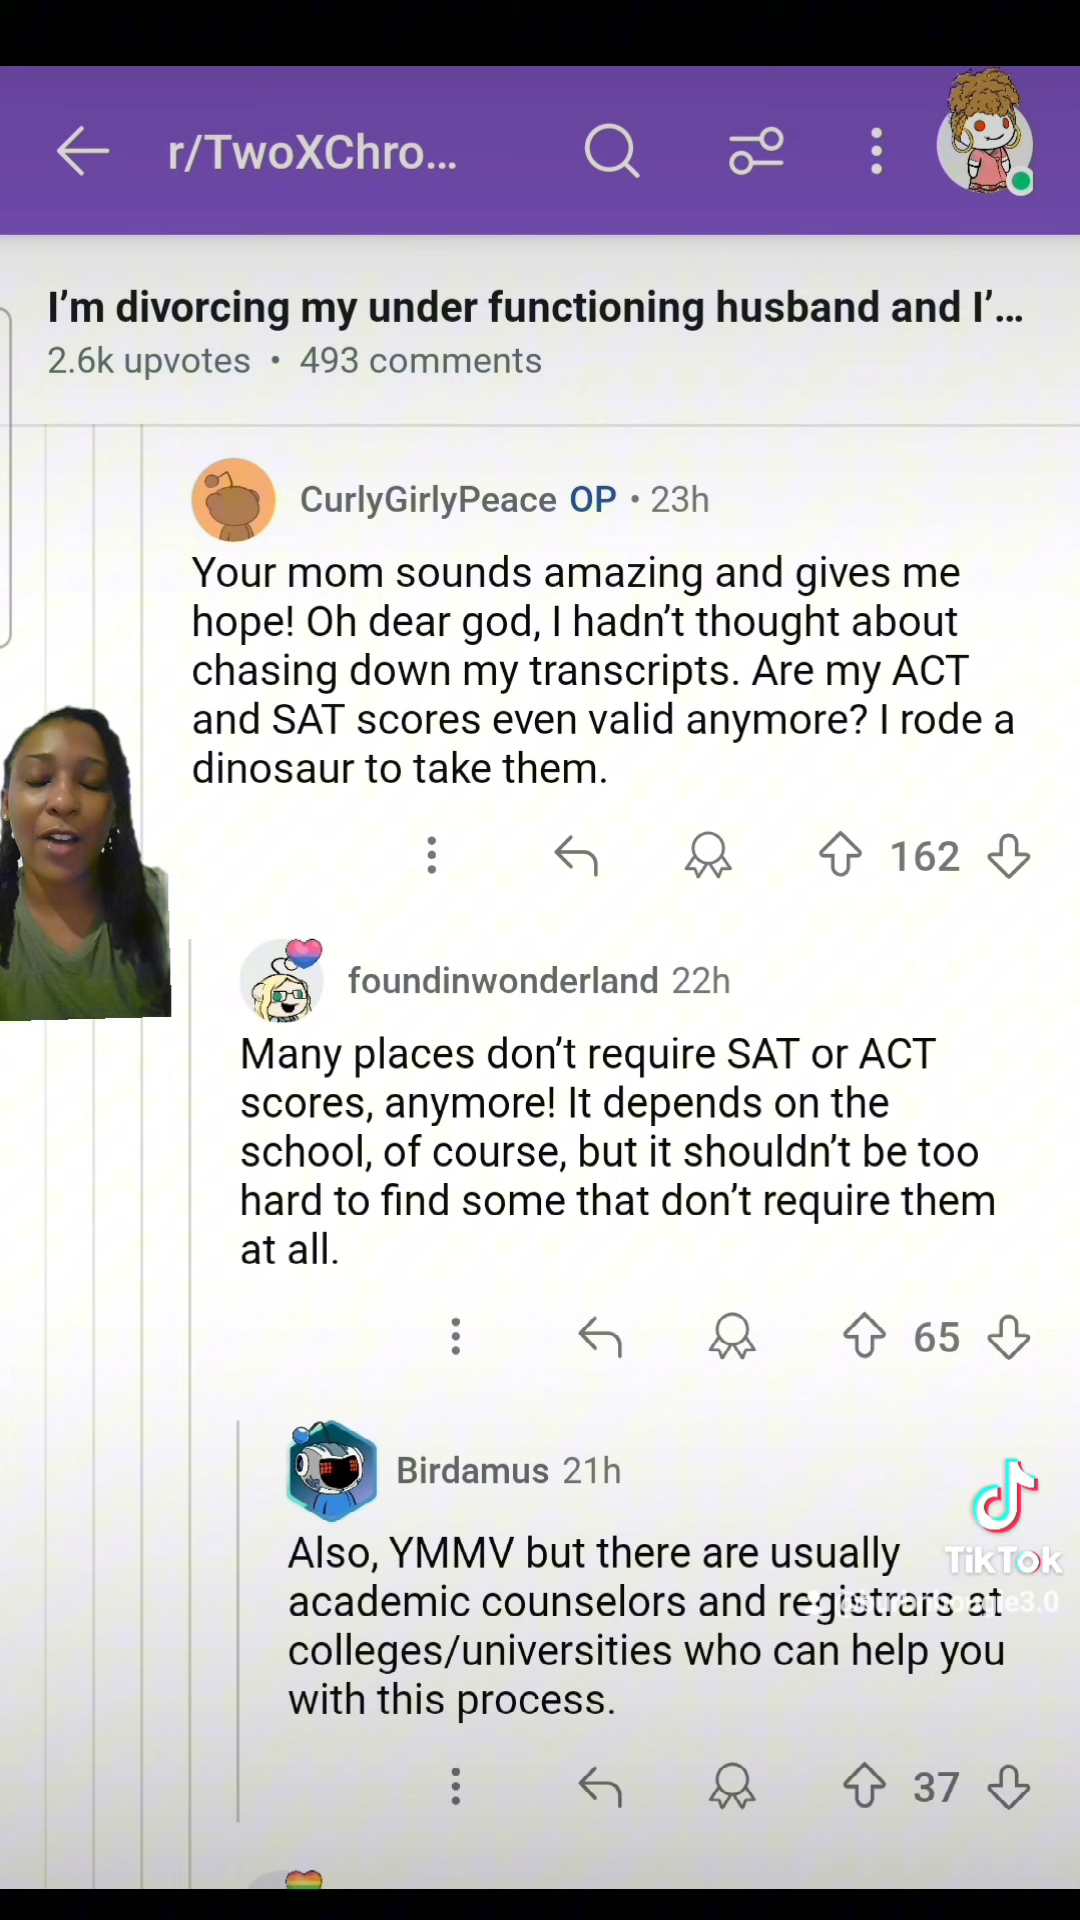 r/TwoXChro...
I’m divorcing my under functioning husband and I’...
2.6k upvotes • 493 comments
CurlyGirlyPeace OP • 23h
Your mom sounds amazing and gives me
hope! Oh dear god, I hadn’t thought about
chasing down my transcripts. Are my ACT
and SAT scores even valid anymore? I rode a
dinosaur to take them.
162
foundinwonderland 22h
Many places don’t require SAT or ACT
scores, anymore! It depends on the
school, of course, but it shouldn’t be too
hard to find some that don’t require them
at all.
65
Birdamus 21h
Also, YMMV but there are usually
TikTok
academic counselors and registrars at
colleges/universities who can help you
with this process.
37